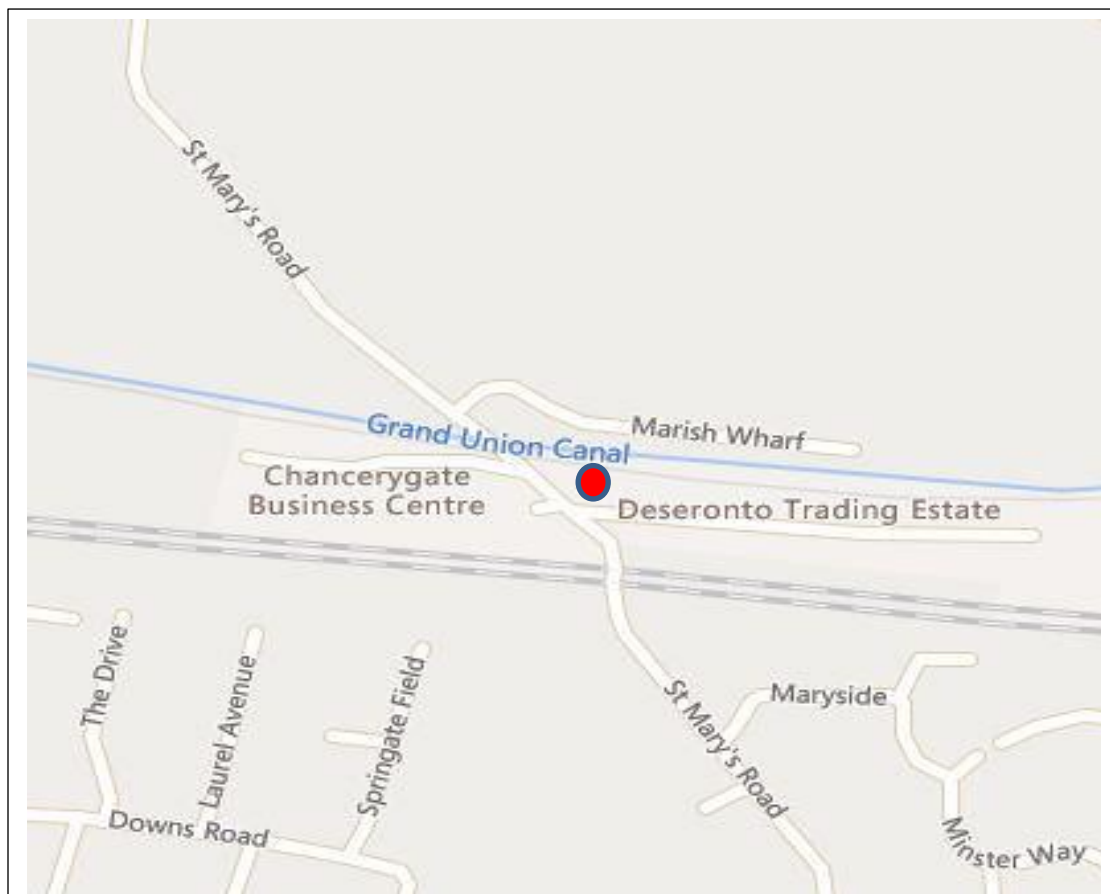 St Mary's Road
Grand Union Canal
Marish Wharf
Chancerygate
Business Centre
Deseronto Trading Estate
The Drive
Laurel Avenue
Springate Field
St Mary's Road
Maryside
Downs Road
Minster Way